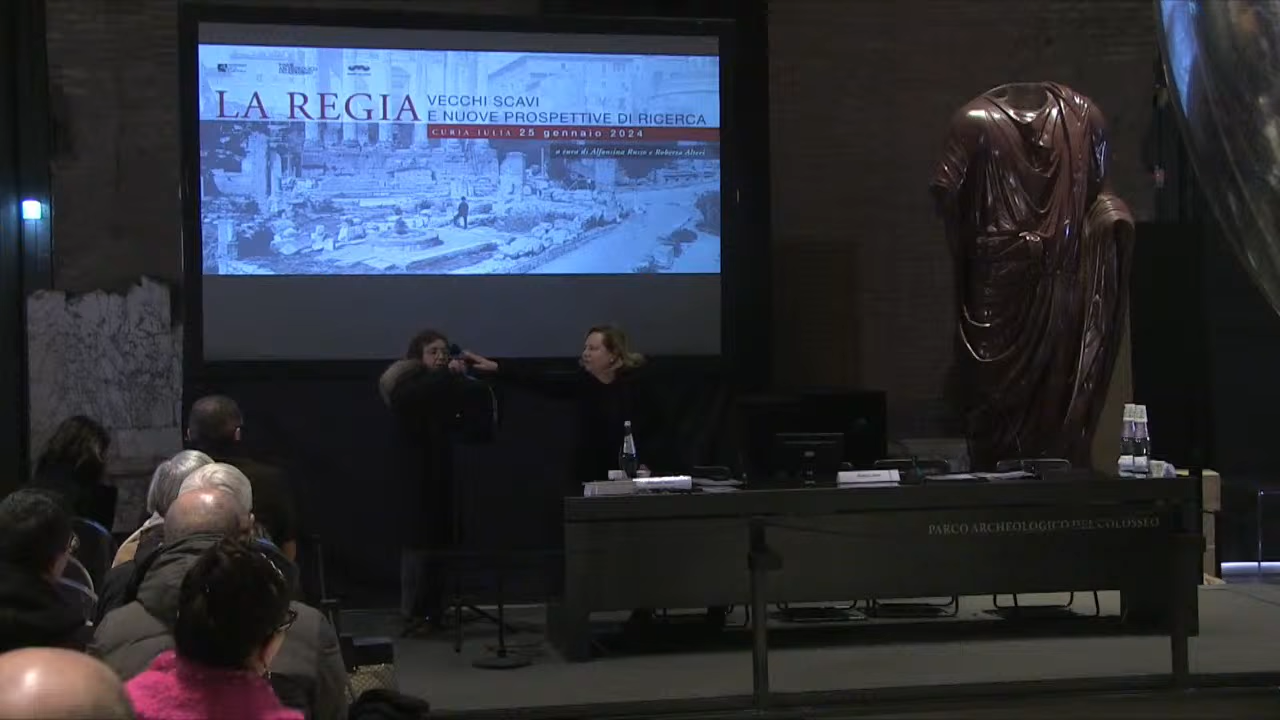 LA REGIA
VECCHI SCAVI
E NUOVE PROSPETTIVE DI RICERCA
CURIA IULIA 25 gennaio 2024
a cura di Alfonsina Russo e Roberta Alteri
PARCO ARCHEOLOGICO DEL COLOSSEO